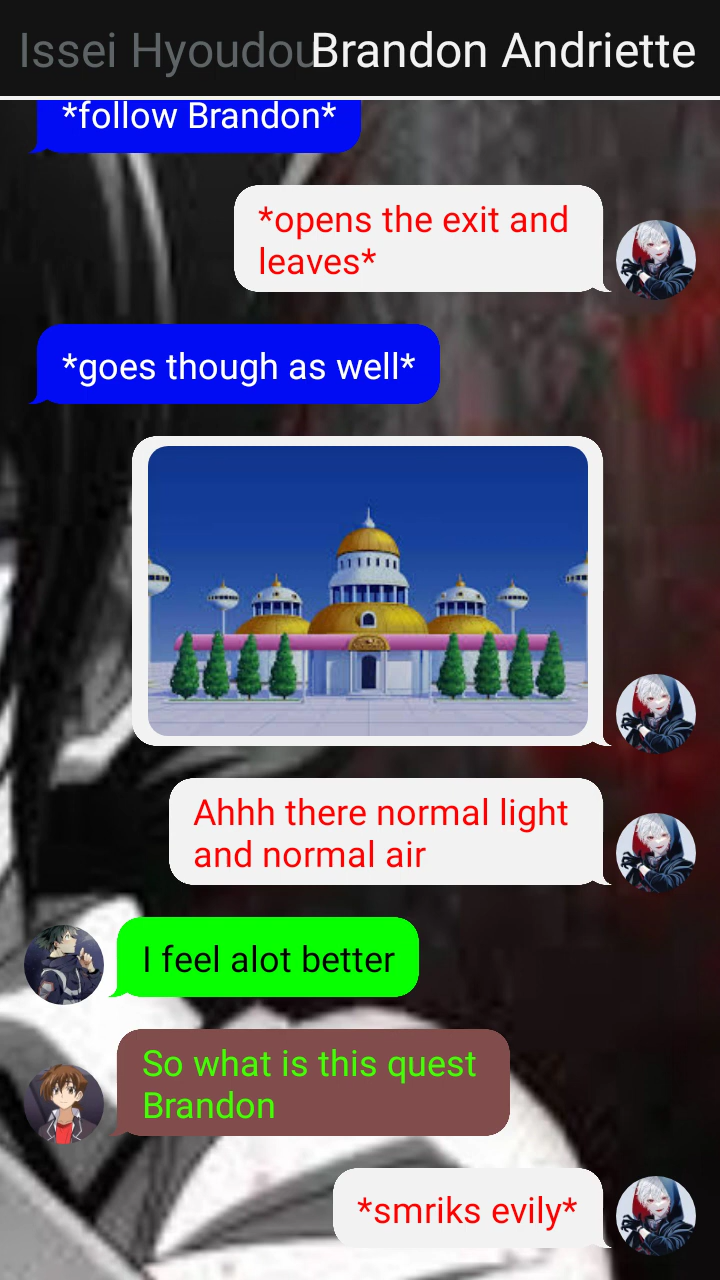 Issei Hyoudou Brandon Andriette
*follow Brandon*
*opens the exit and
leaves*
*goes though as well*
Ahhh there normal light
and normal air
I feel alot better
So what is this quest
Brandon
*smriks evily*